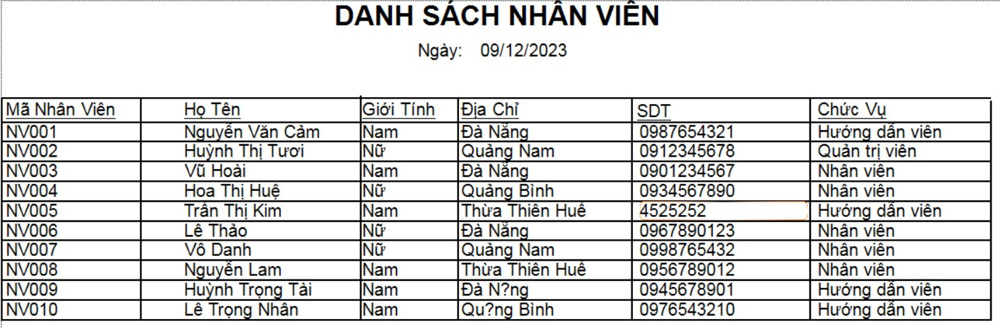 DANH SÁCH NHÂN VIÊN
Ngày: 09/12/2023
Mã Nhân Viên Họ Tên Giới Tính Địa Chỉ SDT Chức Vụ
NV001 Nguyễn Văn Cảm Nam Đà Nẵng 0987654321 Hướng dẫn viên
NV002 Huỳnh Thị Tươi Nữ Quảng Nam 0912345678 Quản trị viên
NV003 Vũ Hoài Nam Đà Nẵng 0901234567 Nhân viên
NV004 Hoa Thị Huệ Nữ Quảng Bình 0934567890 Nhân viên
NV005 Trần Thị Kim Nam Thừa Thiên Huế 4525252 Hướng dẫn viên
NV006 Lê Thảo Nữ Đà Nẵng 0967890123 Nhân viên
NV007 Vô Danh Nữ Quảng Nam 0998765432 Nhân viên
NV008 Nguyễn Lam Nam Thừa Thiên Huế 0956789012 Nhân viên
NV009 Huỳnh Trọng Tài Nam Đà N?ng 0945678901 Hướng dẫn viên
NV010 Lê Trọng Nhân Nam Qu?ng Bình 0976543210 Hướng dẫn viên